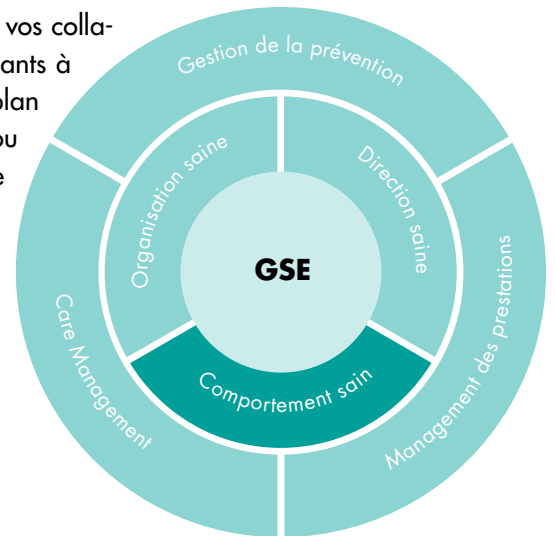 vos colla-
ants à
plan
ou
e
Gestion de la prévention
Organisation saine
Direction saine
GSE
Comportement sain
Care Management
Management des prestations